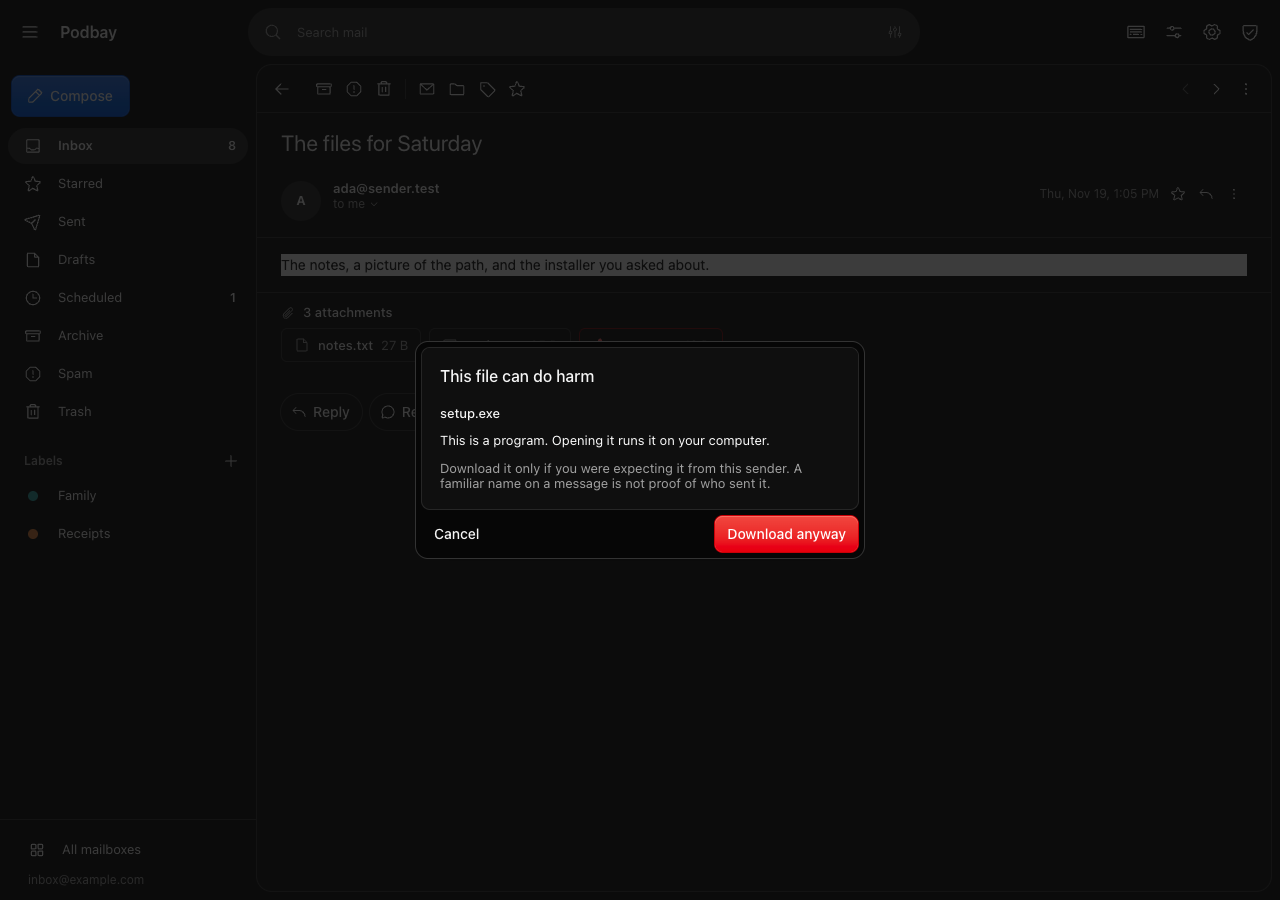 Podbay
Search mail
Compose
Inbox 8
Starred
Sent
Drafts
Scheduled 1
Archive
Spam
Trash
Labels
Family
Receipts
All mailboxes
inbox@example.com
The files for Saturday
A
ada@sender.test
to me
Thu, Nov 19, 1:05 PM
The notes, a picture of the path, and the installer you asked about.
3 attachments
notes.txt 27 B
Reply
This file can do harm
setup.exe
This is a program. Opening it runs it on your computer.
Download it only if you were expecting it from this sender. A
familiar name on a message is not proof of who sent it.
Cancel
Download anyway